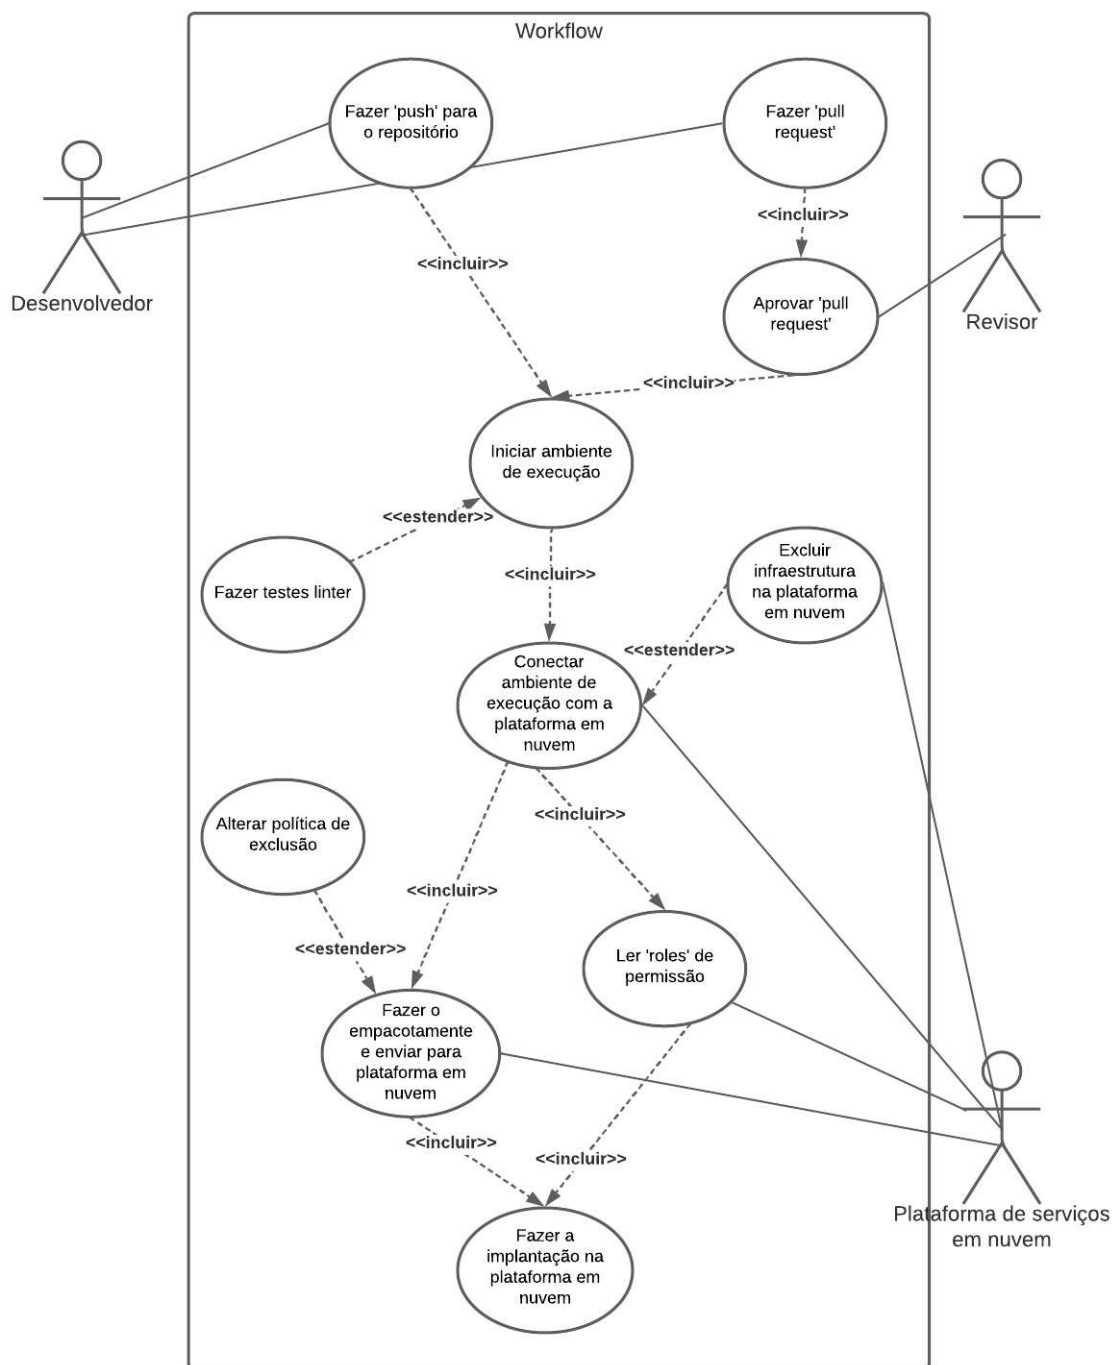 Workflow
Fazer 'push' para
o repositório
Fazer 'pull
request'
<<incluir>>
<<incluir>>
Desenvolvedor
Aprovar 'pull
request'
Revisor
<<incluir>>
Iniciar ambiente
de execução
<<estender>>
Fazer testes linter
<<incluir>>
Excluir
infraestrutura
na plataforma
em nuvem
<<estender>>
Conectar
ambiente de
execução com a
plataforma em
nuvem
Alterar política de
exclusão
<<incluir>>
<<incluir>>
<<estender>>
Ler 'roles' de
permissão
Fazer o
empacotamente
e enviar para
plataforma em
nuvem
<<incluir>>
<<incluir>>
Plataforma de serviços
em nuvem
Fazer a
implantação na
plataforma em
nuvem